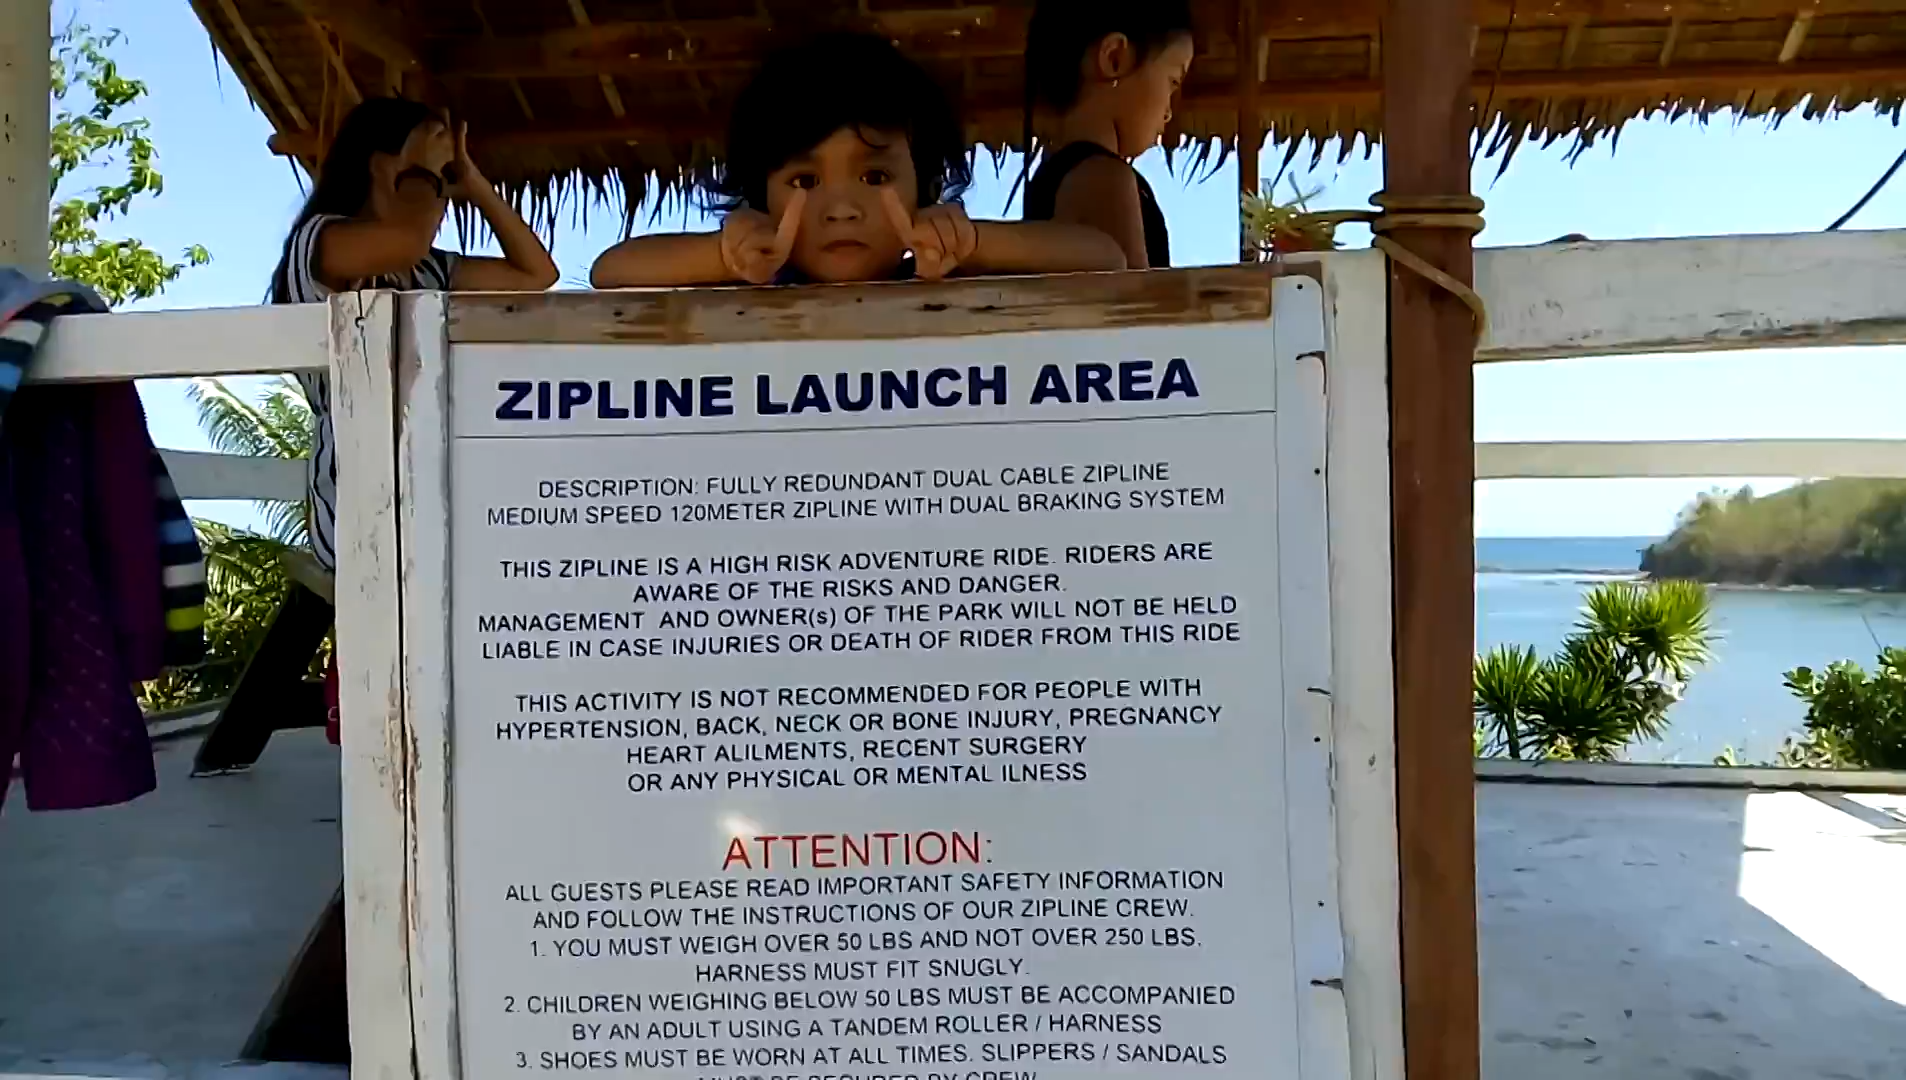 ZIPLINE LAUNCH AREA
DESCRIPTION: FULLY REDUNDANT DUAL CABLE ZIPLINE
MEDIUM SPEED 120METER ZIPLINE WITH DUAL BRAKING SYSTEM
THIS ZIPLINE IS A HIGH RISK ADVENTURE RIDE. RIDERS ARE
AWARE OF THE RISKS AND DANGER.
MANAGEMENT AND OWNER(s) OF THE PARK WILL NOT BE HELD
LIABLE IN CASE INJURIES OR DEATH OF RIDER FROM THIS RIDE
THIS ACTIVITY IS NOT RECOMMENDED FOR PEOPLE WITH
HYPERTENSION, BACK, NECK OR BONE INJURY, PREGNANCY
HEART ALILMENTS, RECENT SURGERY
OR ANY PHYSICAL OR MENTAL ILNESS
ATTENTION:
ALL GUESTS PLEASE READ IMPORTANT SAFETY INFORMATION
AND FOLLOW THE INSTRUCTIONS OF OUR ZIPLINE CREW.
1. YOU MUST WEIGH OVER 50 LBS AND NOT OVER 250 LBS.
HARNESS MUST FIT SNUGLY.
2. CHILDREN WEIGHING BELOW 50 LBS MUST BE ACCOMPANIED
BY AN ADULT USING A TANDEM ROLLER / HARNESS
3. SHOES MUST BE WORN AT ALL TIMES. SLIPPERS / SANDALS
MUST BE SECURED BY CREW